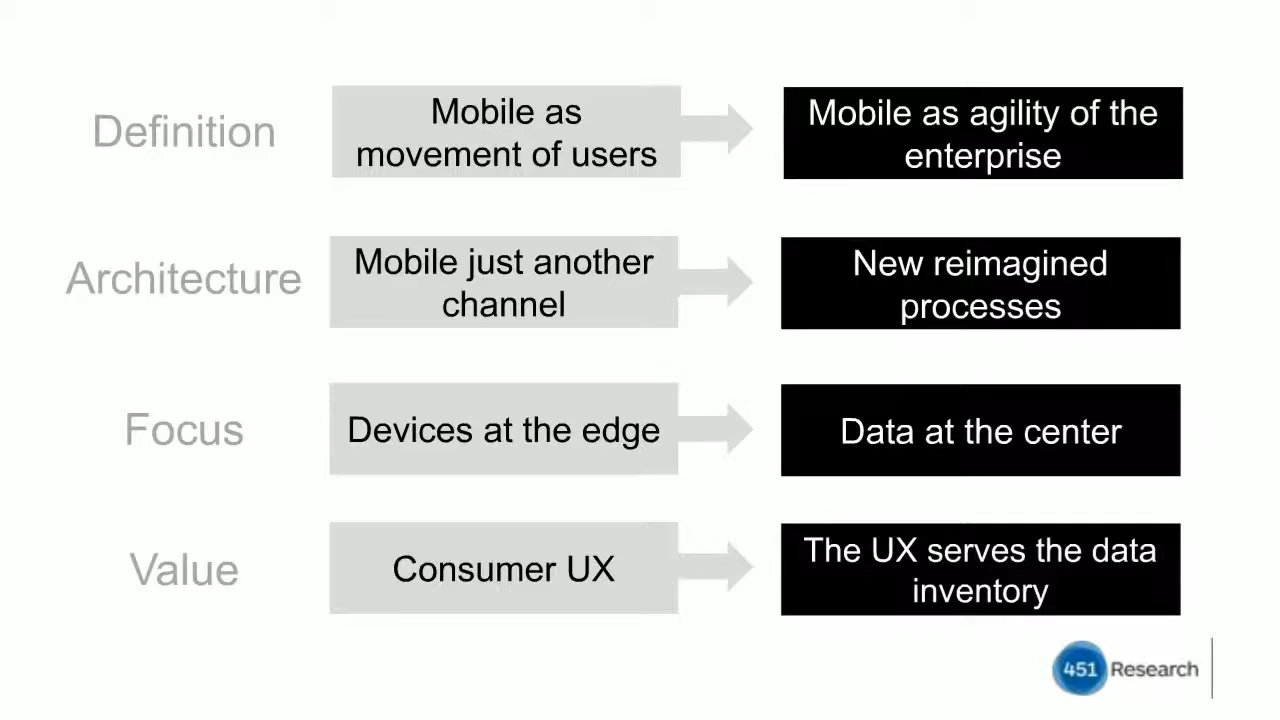 Definition
Mobile as
movement of users
Mobile as agility of the
enterprise
Architecture
Mobile just another
channel
New reimagined
processes
Focus
Devices at the edge
Data at the center
Value
Consumer UX
The UX serves the data
inventory
451 Research